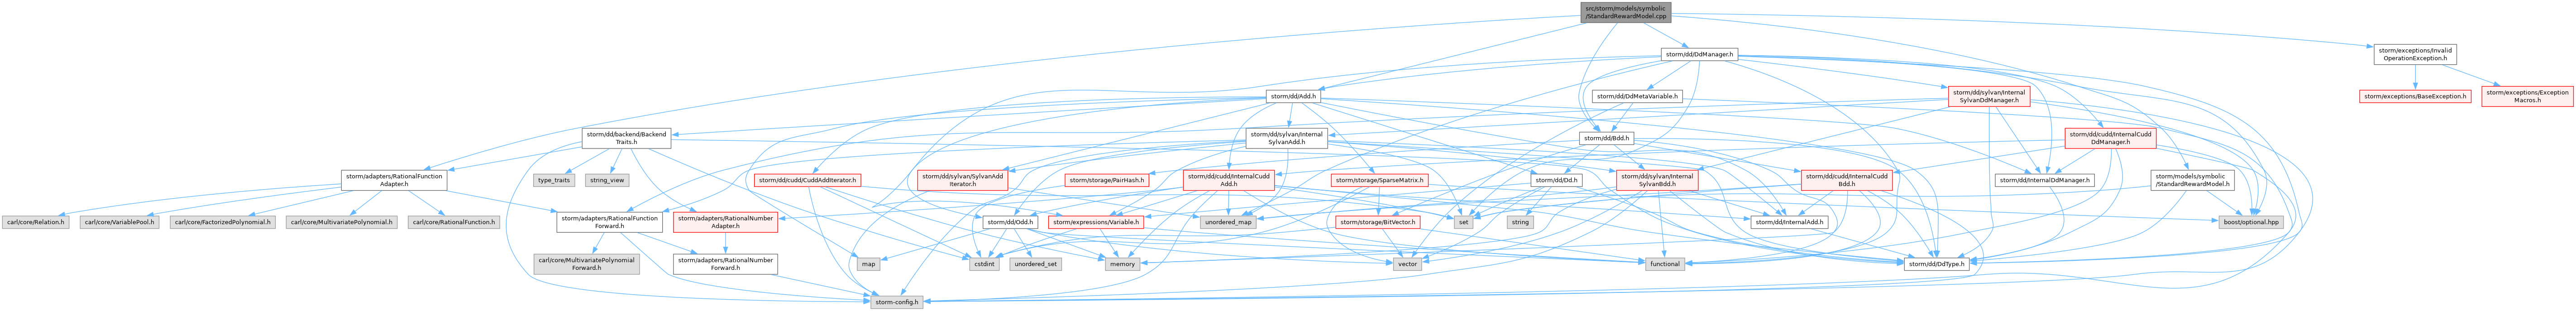 src/storm/models/symbolic
/StandardRewardModel.cpp
storm/dd/DdManager.h
storm/exceptions/Invalid
OperationException.h
storm/dd/Add.h
storm/dd/DdMetaVariable.h
storm/dd/sylvan/Internal
SylvanDdManager.h
storm/exceptions/BaseException.h
storm/exceptions/Exception
Macros.h
storm/dd/backend/Backend
Traits.h
storm/dd/sylvan/Internal
SylvanAdd.h
storm/dd/Bdd.h
storm/dd/cudd/InternalCudd
DdManager.h
storm/adapters/RationalFunction
Adapter.h
type_traits
string_view
storm/dd/cudd/CuddAddIterator.h
storm/dd/sylvan/SylvanAdd
Iterator.h
storm/storage/PairHash.h
storm/dd/cudd/InternalCudd
Add.h
storm/storage/SparseMatrix.h
storm/dd/Dd.h
storm/dd/sylvan/Internal
SylvanBdd.h
storm/dd/cudd/InternalCudd
Bdd.h
storm/dd/InternalDdManager.h
storm/models/symbolic
/StandardRewardModel.h
carl/core/Relation.h
carl/core/VariablePool.h
carl/core/FactorizedPolynomial.h
carl/core/MultivariatePolynomial.h
carl/core/RationalFunction.h
storm/adapters/RationalFunction
Forward.h
storm/adapters/RationalNumber
Adapter.h
storm/dd/Odd.h
storm/expressions/Variable.h
unordered_map
storm/storage/BitVector.h
set
string
storm/dd/InternalAdd.h
boost/optional.hpp
carl/core/MultivariatePolynomial
Forward.h
storm/adapters/RationalNumber
Forward.h
map
cstdint
unordered_set
memory
vector
functional
storm/dd/DdType.h
storm-config.h